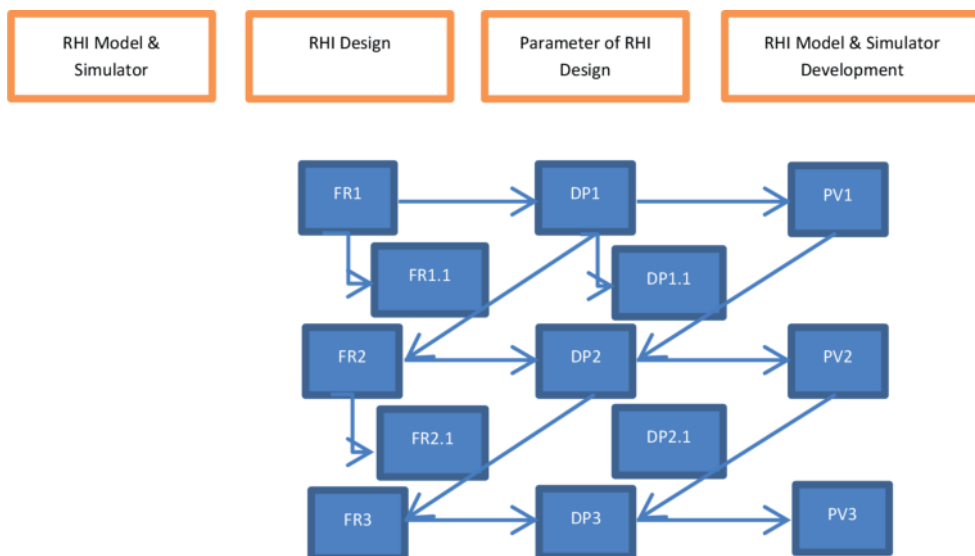 RHI Model &
Simulator
RHI Design
Parameter of RHI
Design
RHI Model & Simulator
Development
FR1
DP1
PV1
FR1.1
DP1.1
FR2
DP2
PV2
FR2.1
DP2.1
FR3
DP3
PV3